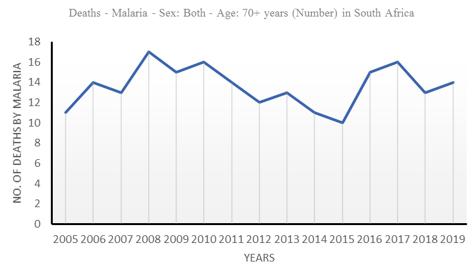 Deaths - Malaria - Sex: Both - Age: 70+ years (Number) in South Africa
NO. OF DEATHS BY MALARIA
18
16
14
12
10
8
6
4
2
0
2005 2006 2007 2008 2009 2010 2011 2012 2013 2014 2015 2016 2017 2018 2019
YEARS